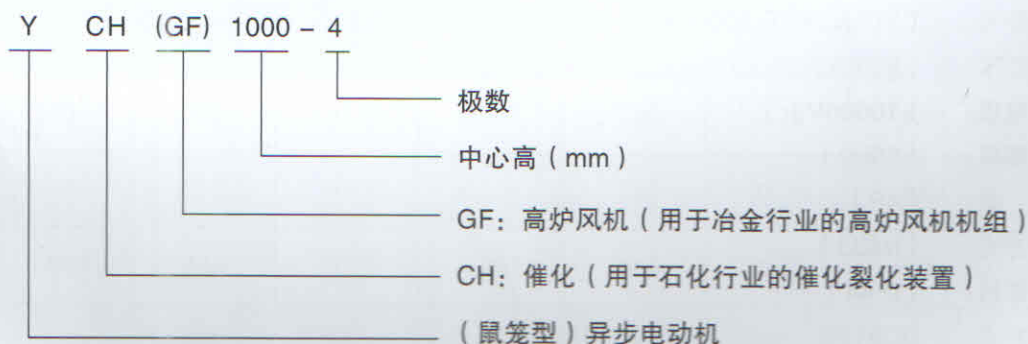 Y CH (GF) 1000 - 4
极数
中心高（mm）
GF：高炉风机（用于冶金行业的高炉风机机组）
CH：催化（用于石化行业的催化裂化装置）
（鼠笼型）异步电动机